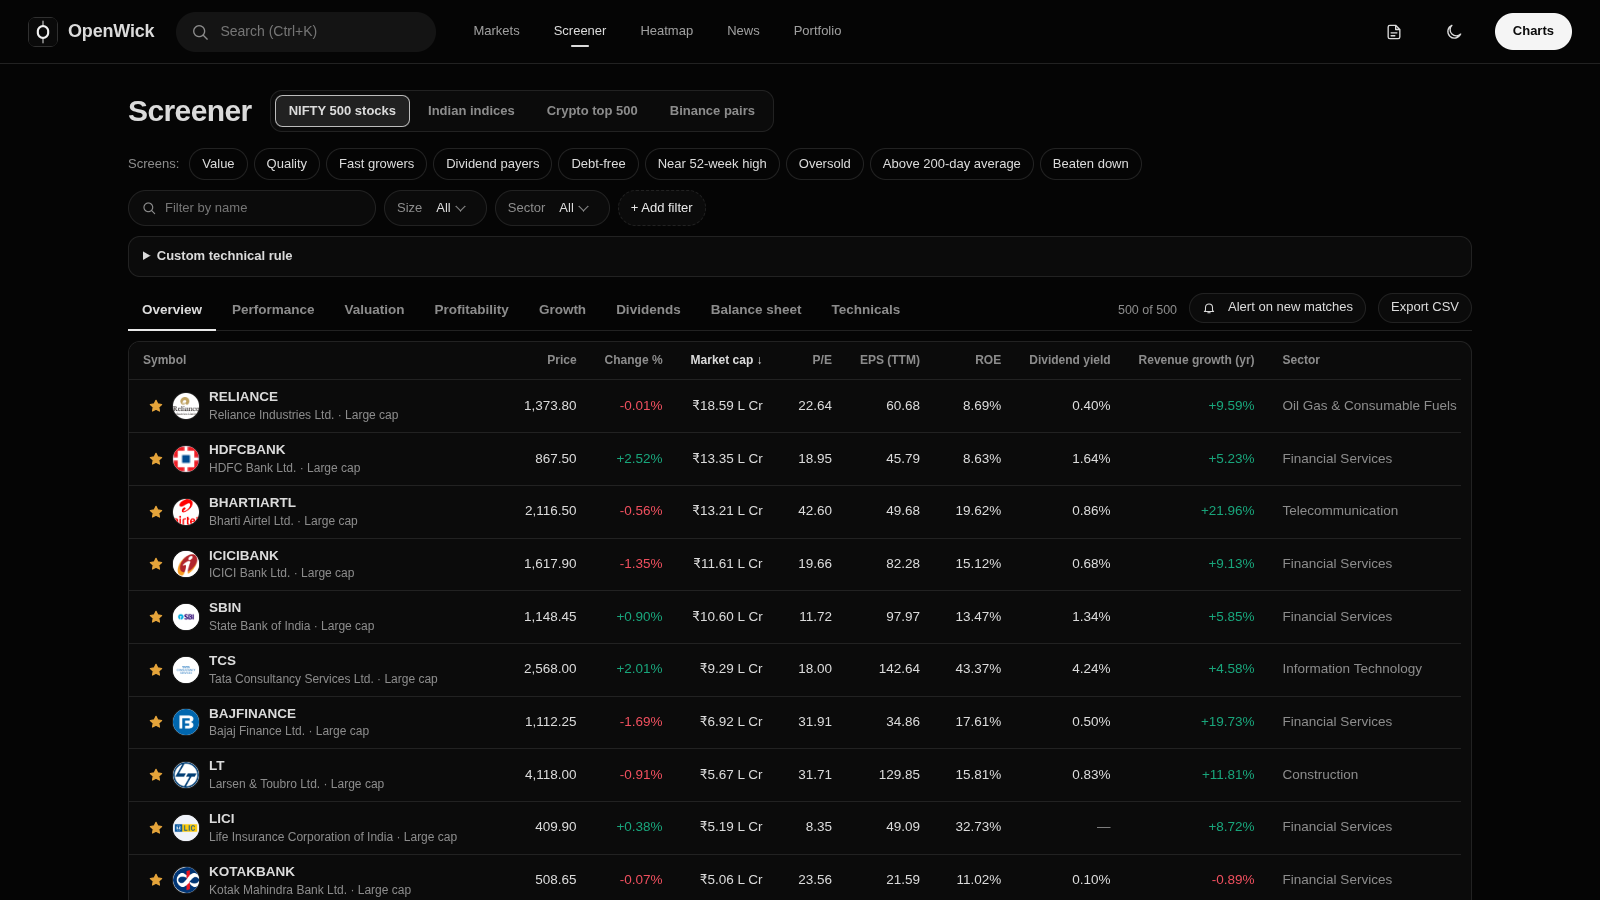 OpenWick
Search (Ctrl+K)
Markets
Screener
Heatmap
News
Portfolio
Charts
Screener
NIFTY 500 stocks
Indian indices
Crypto top 500
Binance pairs
Screens:
Value
Quality
Fast growers
Dividend payers
Debt-free
Near 52-week high
Oversold
Above 200-day average
Beaten down
Filter by name
Size All
Sector All
+ Add filter
Custom technical rule
Overview
Performance
Valuation
Profitability
Growth
Dividends
Balance sheet
Technicals
500 of 500
Alert on new matches
Export CSV
Symbol Price Change % Market cap ↓ P/E EPS (TTM) ROE Dividend yield Revenue growth (yr) Sector
RELIANCE
Reliance Industries Ltd. · Large cap
1,373.80 -0.01% ₹18.59 L Cr 22.64 60.68 8.69% 0.40% +9.59% Oil Gas & Consumable Fuels
HDFCBANK
HDFC Bank Ltd. · Large cap
867.50 +2.52% ₹13.35 L Cr 18.95 45.79 8.63% 1.64% +5.23% Financial Services
BHARTIARTL
Bharti Airtel Ltd. · Large cap
2,116.50 -0.56% ₹13.21 L Cr 42.60 49.68 19.62% 0.86% +21.96% Telecommunication
ICICIBANK
ICICI Bank Ltd. · Large cap
1,617.90 -1.35% ₹11.61 L Cr 19.66 82.28 15.12% 0.68% +9.13% Financial Services
SBIN
State Bank of India · Large cap
1,148.45 +0.90% ₹10.60 L Cr 11.72 97.97 13.47% 1.34% +5.85% Financial Services
TCS
Tata Consultancy Services Ltd. · Large cap
2,568.00 +2.01% ₹9.29 L Cr 18.00 142.64 43.37% 4.24% +4.58% Information Technology
BAJFINANCE
Bajaj Finance Ltd. · Large cap
1,112.25 -1.69% ₹6.92 L Cr 31.91 34.86 17.61% 0.50% +19.73% Financial Services
LT
Larsen & Toubro Ltd. · Large cap
4,118.00 -0.91% ₹5.67 L Cr 31.71 129.85 15.81% 0.83% +11.81% Construction
LICI
Life Insurance Corporation of India · Large cap
409.90 +0.38% ₹5.19 L Cr 8.35 49.09 32.73% — +8.72% Financial Services
KOTAKBANK
Kotak Mahindra Bank Ltd. · Large cap
508.65 -0.07% ₹5.06 L Cr 23.56 21.59 11.02% 0.10% -0.89% Financial Services